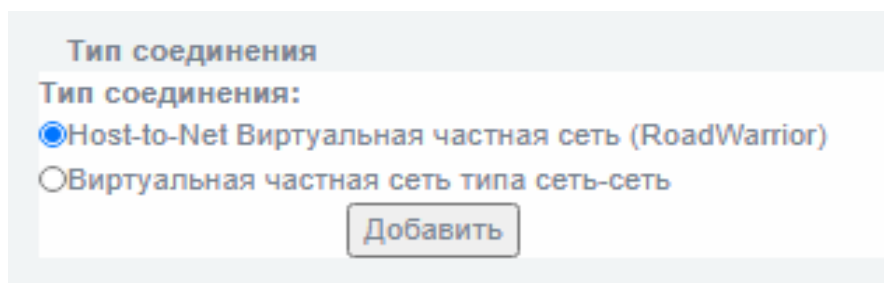 Тип соединения
Тип соединения:
Host-to-Net Виртуальная частная сеть (RoadWarrior)
Виртуальная частная сеть типа сеть-сеть
Добавить